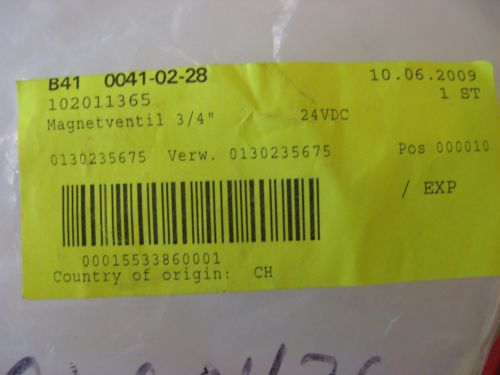 B41 0041-02-28 10.06.2009
102011365 1 ST
Magnetventil 3/4" 24VDC
0130235675 Verw. 0130235675 Pos 000010
/ EXP
00015533860001
Country of origin: CH